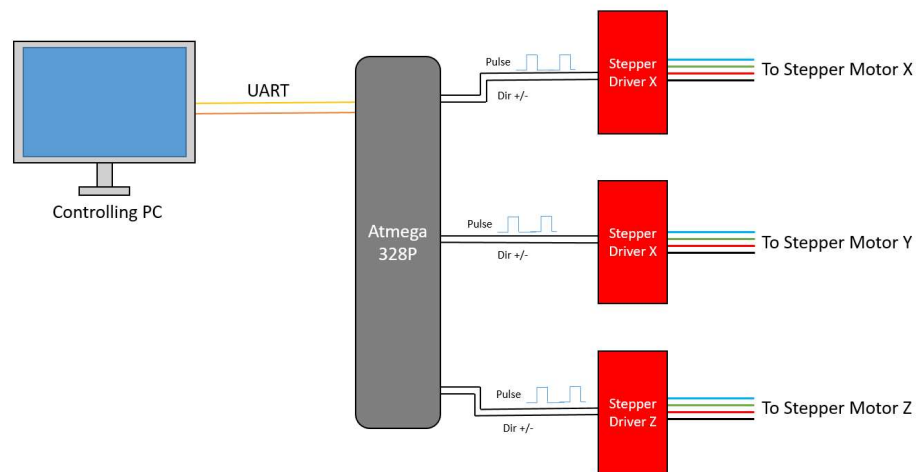 Controlling PC
UART
Atmega
328P
Pulse
Dir +/-
Stepper
Driver X
To Stepper Motor X
Pulse
Dir +/-
Stepper
Driver X
To Stepper Motor Y
Pulse
Dir +/-
Stepper
Driver Z
To Stepper Motor Z